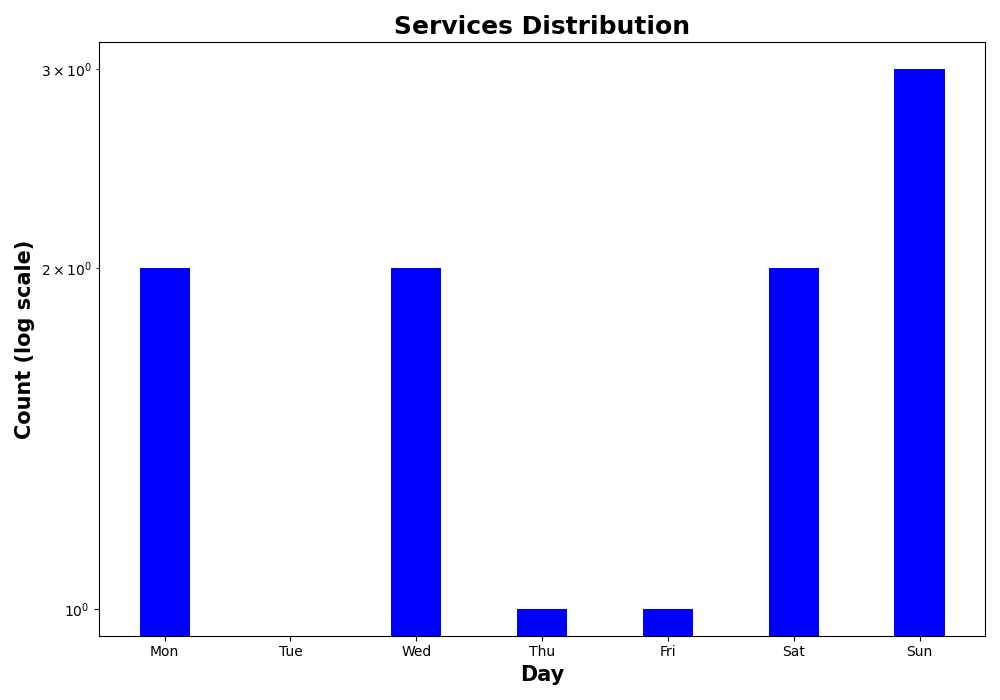 Services Distribution
Count (log scale)
3 × 10⁰
2 × 10⁰
10⁰
Mon Tue Wed Thu Fri Sat Sun
Day